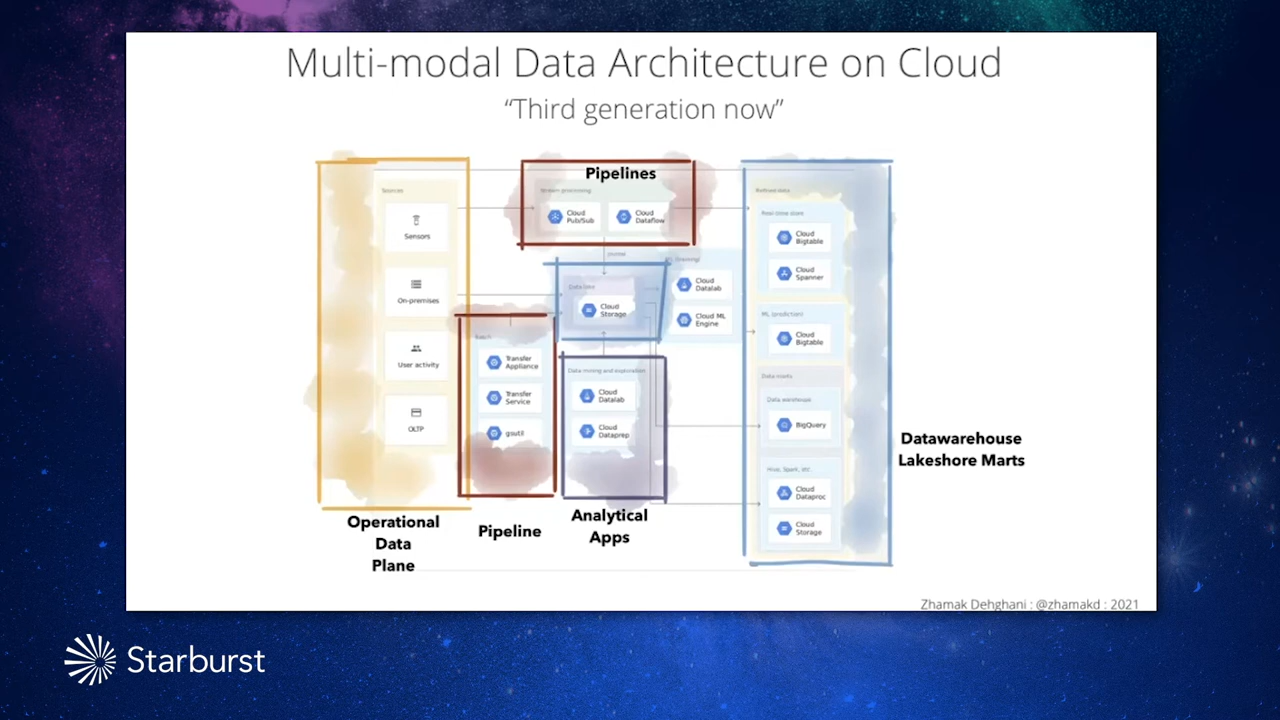 Multi-modal Data Architecture on Cloud
“Third generation now”
Pipelines
Sources
Stream processing
Refined data
Cloud
Pub/Sub
Cloud
Dataflow
Real-time store
Sensors
Cloud
Bigtable
Cloud
Spanner
Data lake
Cloud
Storage
Cloud
Datalab
Cloud ML
Engine
On-premises
ML (prediction)
Cloud
Bigtable
Batch
Transfer
Appliance
Transfer
Service
gsutil
User activity
Data mining and exploration
Cloud
Datalab
Cloud
Dataprep
OLTP
Data marts
Data warehouse
BigQuery
Hive, Spark, etc.
Cloud
Dataproc
Cloud
Storage
Datawarehouse
Lakeshore Marts
Operational
Data
Plane
Pipeline
Analytical
Apps
Zhamak Dehghani : @zhamakd : 2021
Starburst